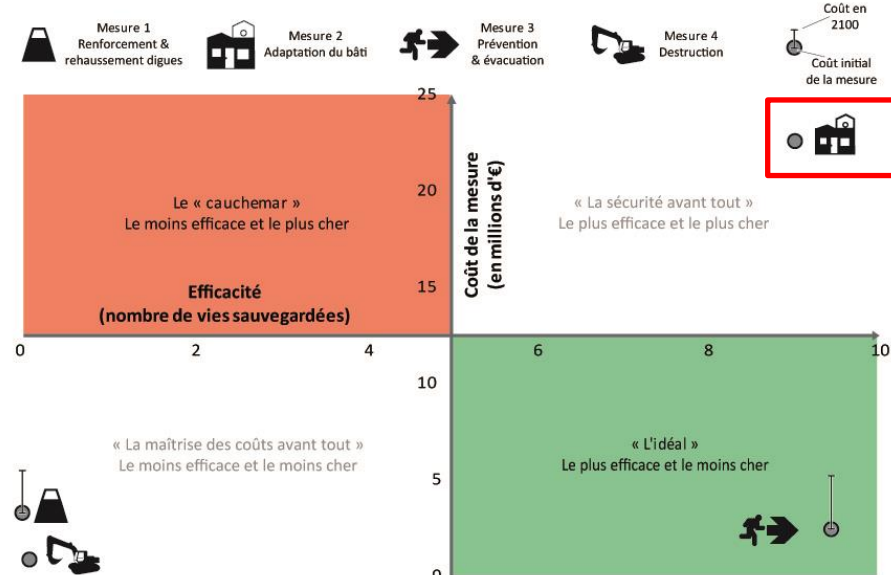 Mesure 1
Renforcement &
rehaussement digues
Mesure 2
Adaptation du bâti
Mesure 3
Prévention
& évacuation
Mesure 4
Destruction
Coût en
2100
Coût initial
de la mesure
25
20
15
10
5
0
Coût de la mesure
(en millions d'€)
Le « cauchemar »
Le moins efficace et le plus cher
« La sécurité avant tout »
Le plus efficace et le plus cher
Efficacité
(nombre de vies sauvegardées)
0
2
4
6
8
10
« La maîtrise des coûts avant tout »
Le moins efficace et le moins cher
« L'idéal »
Le plus efficace et le moins cher